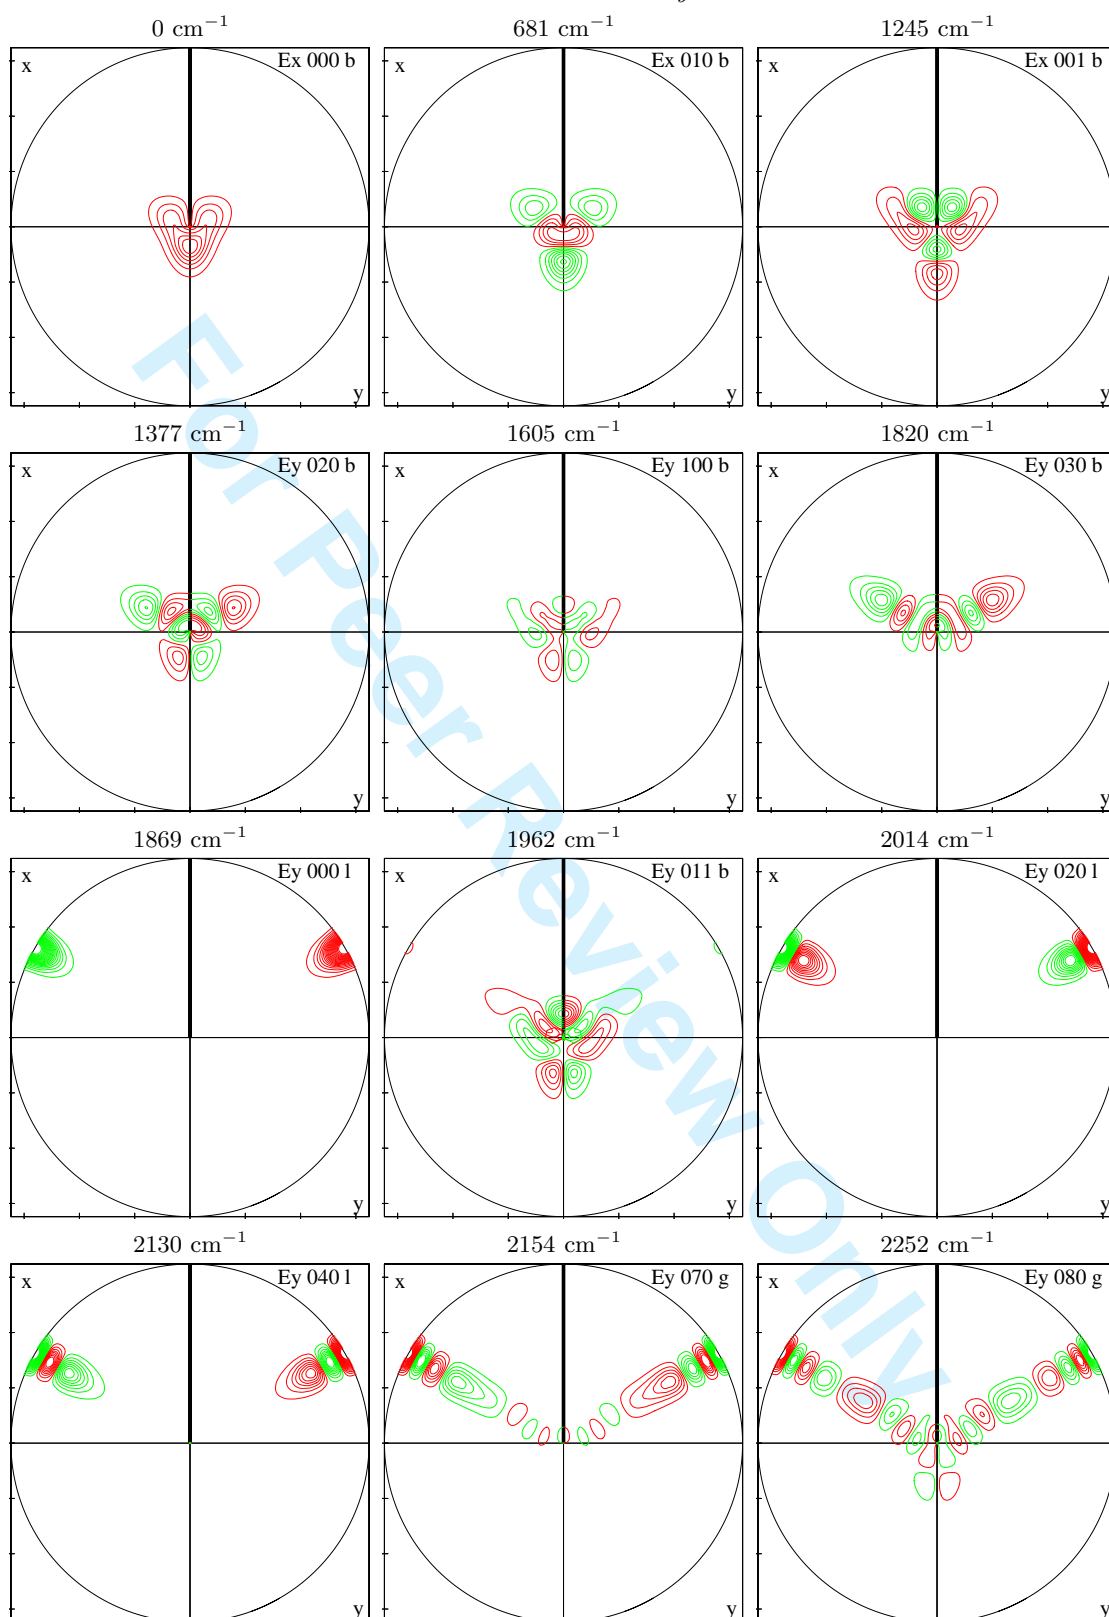 0 cm⁻¹ 681 cm⁻¹ 1245 cm⁻¹
x Ex 000 b Ex 010 b x Ex 001 b
y
1377 cm⁻¹ 1605 cm⁻¹ 1820 cm⁻¹
x Ey 020 b Ey 100 b x Ey 030 b
y y
1869 cm⁻¹ 1962 cm⁻¹ 2014 cm⁻¹
x Ey 000 l Ey 011 b x Ey 020 l
y y
2130 cm⁻¹ 2154 cm⁻¹ 2252 cm⁻¹
x Ey 040 l Ey 070 g Ey 080 g
y y
For Peer Review Only